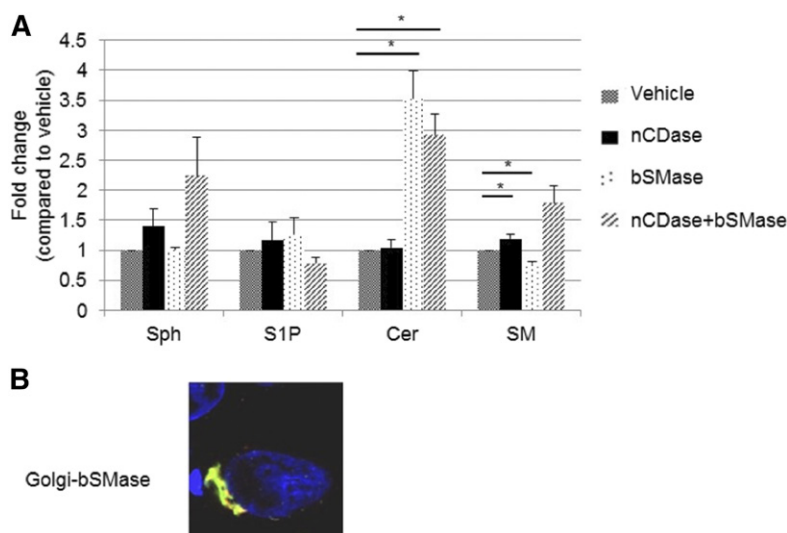 A
Fold change
(compared to vehicle)
4.5
4
3.5
3
2.5
2
1.5
1
0.5
0
*
*
*
*
Sph
S1P
Cer
SM
Vehicle
nCDase
bSMase
nCDase+bSMase
B
Golgi-bSMase